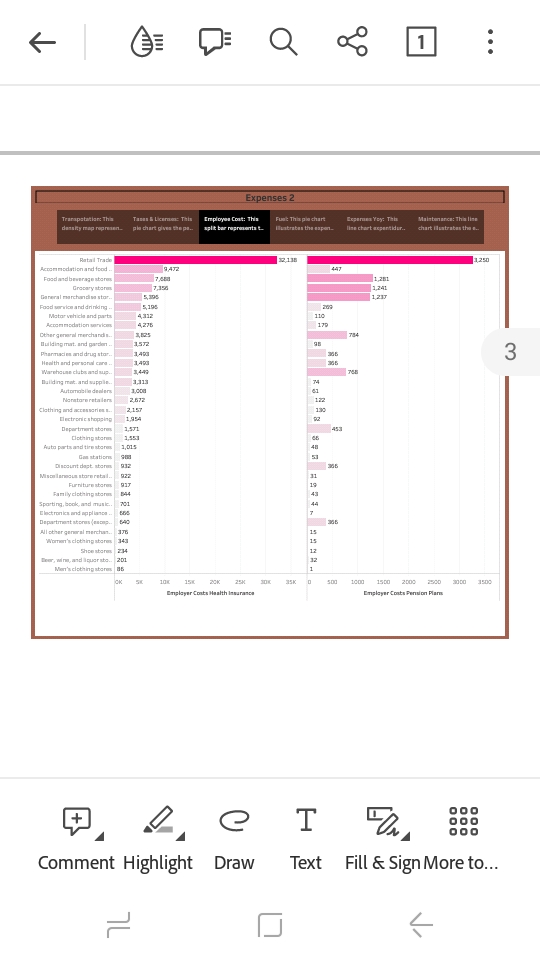 1
Expenses 2
Transpotation: This density map represen..
Taxes & Licenses: This pie chart gives the pe..
Employee Cost: This split bar represents t..
Fuel: This pie chart illustrates the expen..
Expenses Yoy: This line chart expentidur..
Maintenance: This line chart illustrates the e..
Retail Trade 32,138 3,250
Accommodation and food .. 9,472 447
Food and beverage stores 7,688 1,281
Grocery stores 7,356 1,241
General merchandise stor.. 5,396 1,237
Food service and drinking .. 5,196 269
Motor vehicle and parts 4,312 110
Accommodation services 4,276 179
Other general merchandis.. 3,825 784
Building mat. and garden .. 3,572 98
Pharmacies and drug stor.. 3,493 366
Health and personal care .. 3,493 366
Warehouse clubs and sup.. 3,449 768
Building mat. and supplie.. 3,313 74
Automobile dealers 3,008 61
Nonstore retailers 2,672 122
Clothing and accessories s.. 2,157 130
Electronic shopping 1,954 92
Department stores 1,571 453
Clothing stores 1,553 66
Auto parts and tire stores 1,015 48
Gas stations 988 53
Discount dept. stores 932 366
Miscellaneous store retail.. 922 31
Furniture stores 917 19
Family clothing stores 844 43
Sporting, book, and music.. 701 44
Electronics and appliance .. 666 7
Department stores (excep.. 640 366
All other general merchan.. 376 15
Women's clothing stores 343 15
Shoe stores 234 12
Beer, wine, and liquor sto.. 201 32
Men's clothing stores 86 1
0K 5K 10K 15K 20K 25K 30K 35K 0 500 1000 1500 2000 2500 3000 3500
Employer Costs Health Insurance Employer Costs Pension Plans
3
Comment Highlight Draw Text Fill & Sign More to...